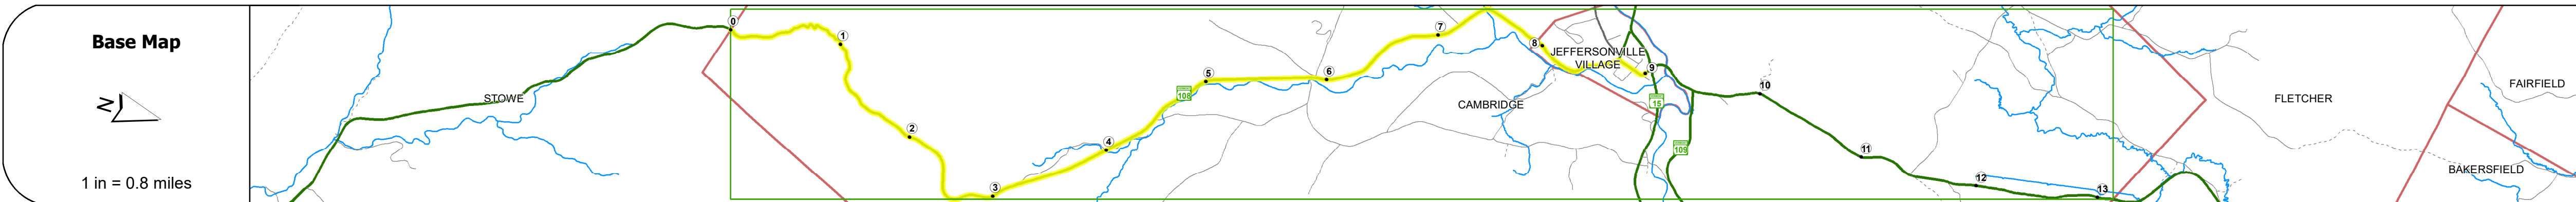 Base Map
N
1 in = 0.8 miles
STOWE
0
1
2
3
4
5
108
6
7
8
JEFFERSONVILLE
VILLAGE
9
CAMBRIDGE
15
109
10
11
12
13
FLETCHER
FAIRFIELD
BAKERSFIELD